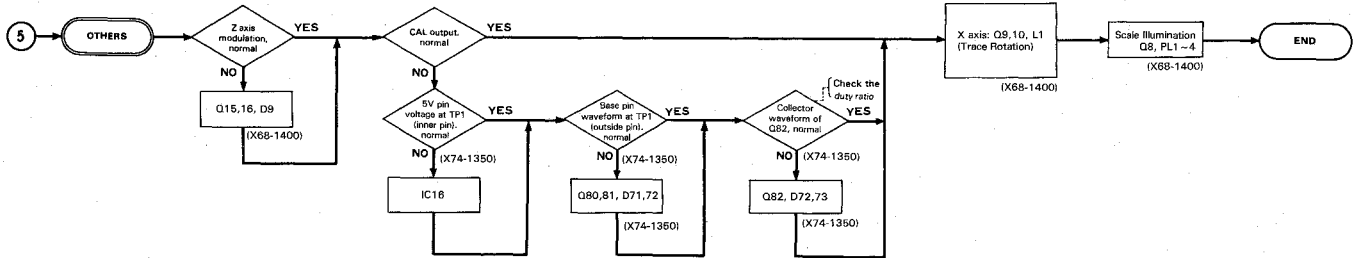 5
OTHERS
Z axis
modulation,
normal
YES
NO
Q15,16, D9
(X68-1400)
CAL output.
normal
YES
NO
5V pin
voltage at TP1
(inner pin).
normal
YES
NO
(X74-1350)
IC16
Base pin
waveform at TP1
(outside pin).
normal
YES
NO
(X74-1350)
Q80,81, D71,72
(X74-1350)
Check the
duty ratio
Collector
waveform of
Q82, normal
YES
NO
(X74-1350)
Q82, D72,73
(X74-1350)
X axis: Q9,10, L1
(Trace Rotation)
(X68-1400)
Scale Illumination
Q8, PL1~4
(X68-1400)
END